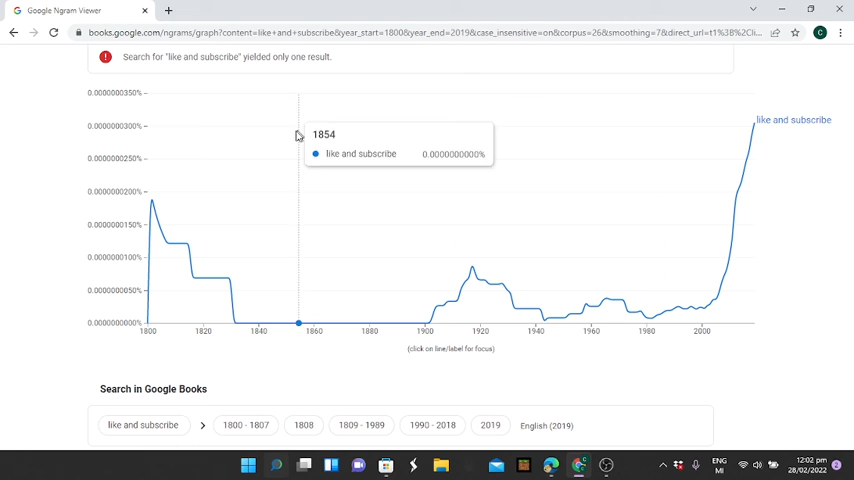 Google Ngram Viewer
books.google.com/ngrams/graph?content=like+and+subscribe&year_start=1800&year_end=2019&case_insensitive=on&corpus=26&smoothing=7&direct_url=t1%3B%2Cli...
C
Search for "like and subscribe" yielded only one result.
0.0000000350%
0.0000000300%
0.0000000250%
0.0000000200%
0.0000000150%
0.0000000100%
0.0000000050%
0.0000000000%
1854
like and subscribe 0.0000000000%
like and subscribe
1800 1820 1840 1860 1880 1900 1920 1940 1960 1980 2000
(click on line/label for focus)
Search in Google Books
like and subscribe 1800 - 1807 1808 1809 - 1989 1990 - 2018 2019 English (2019)
ENG
MI
12:02 pm
28/02/2022
2